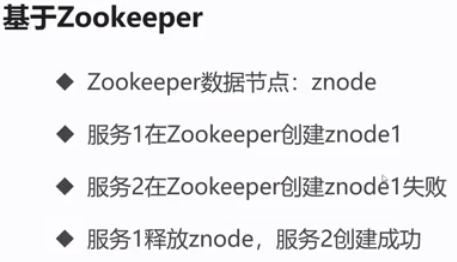 基于Zookeeper
◆ Zookeeper数据节点：znode
◆ 服务1在Zookeeper创建znode1
◆ 服务2在Zookeeper创建znode1失败
◆ 服务1释放znode，服务2创建成功